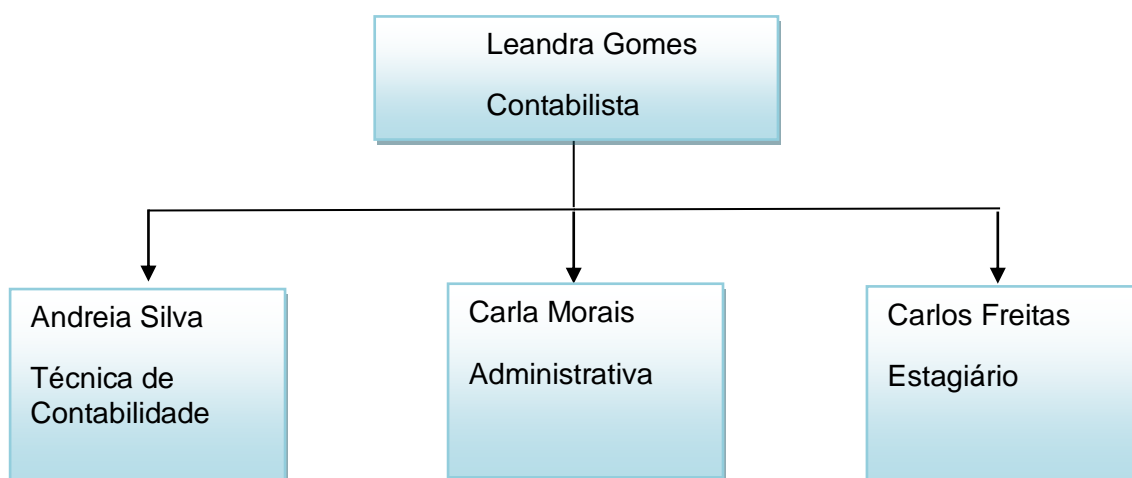 Leandra Gomes
Contabilista
Andreia Silva
Técnica de
Contabilidade
Carla Morais
Administrativa
Carlos Freitas
Estagiário